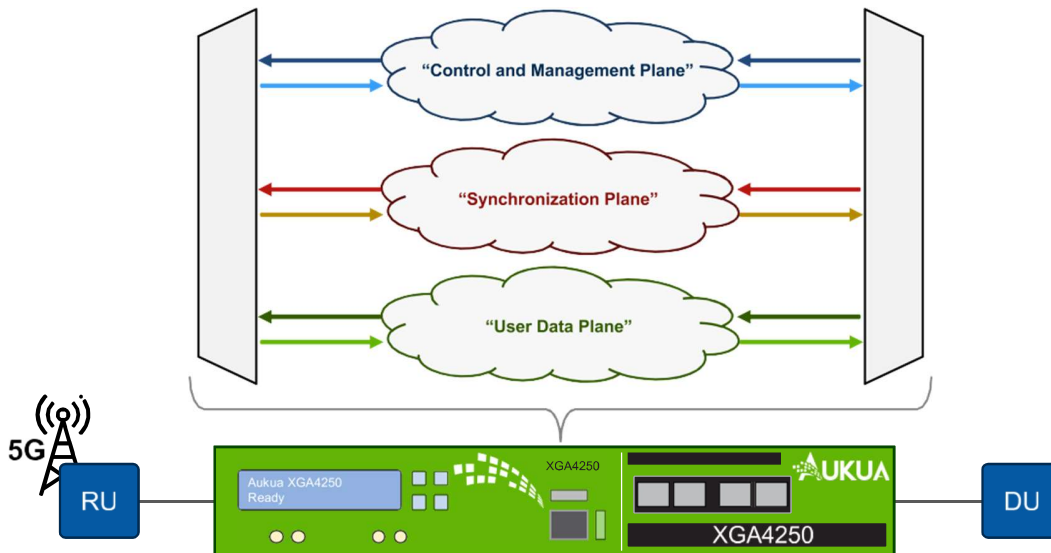 “Control and Management Plane”
“Synchronization Plane”
“User Data Plane”
5G
RU
Aukua XGA4250
Ready
XGA4250
AUKUA
XGA4250
DU